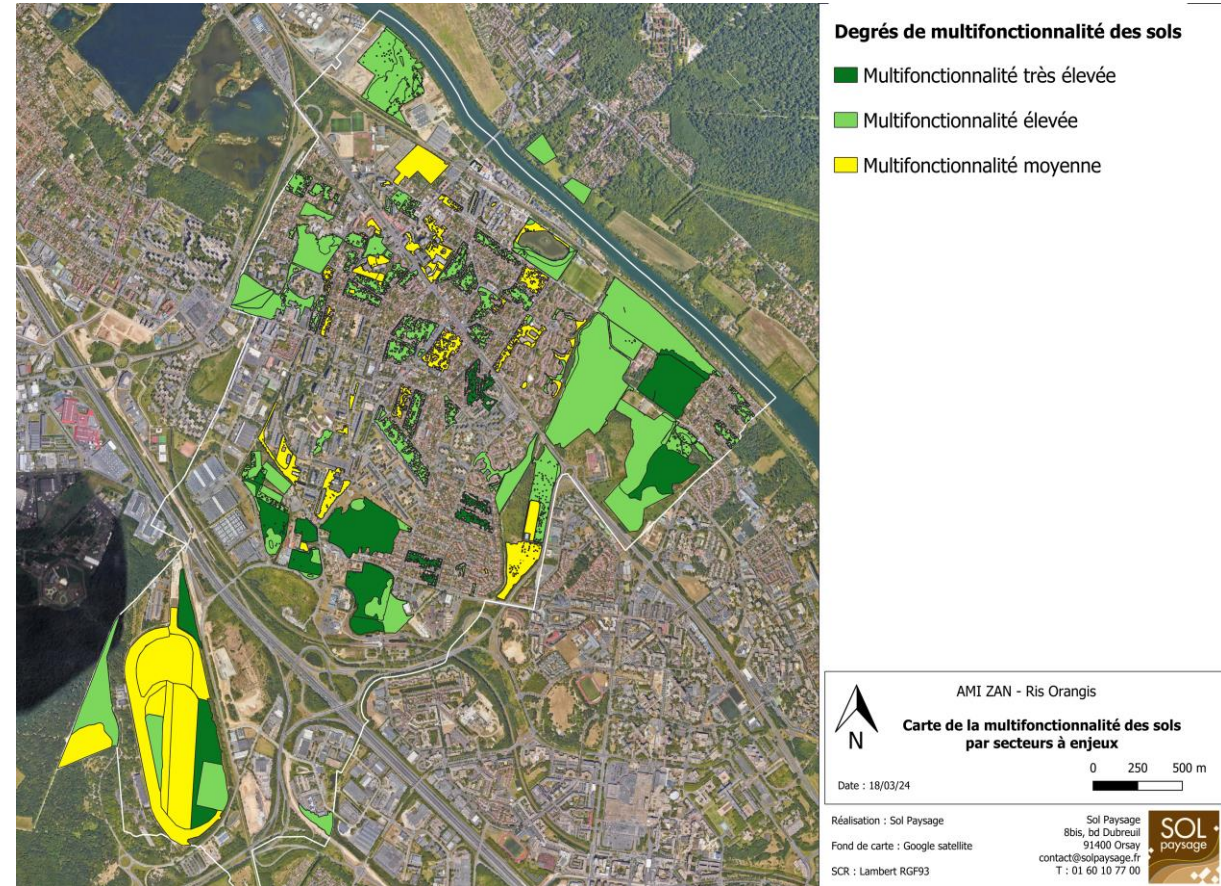 Degrés de multifonctionnalité des sols
Multifonctionnalité très élevée
Multifonctionnalité élevée
Multifonctionnalité moyenne
AMI ZAN - Ris Orangis
Carte de la multifonctionnalité des sols
par secteurs à enjeux
N
0 250 500 m
Date : 18/03/24
Réalisation : Sol Paysage
Fond de carte : Google satellite
SCR : Lambert RGF93
Sol Paysage
8bis, bd Dubreuil
91400 Orsay
contact@solpaysage.fr
T : 01 60 10 77 00
SOL
paysage